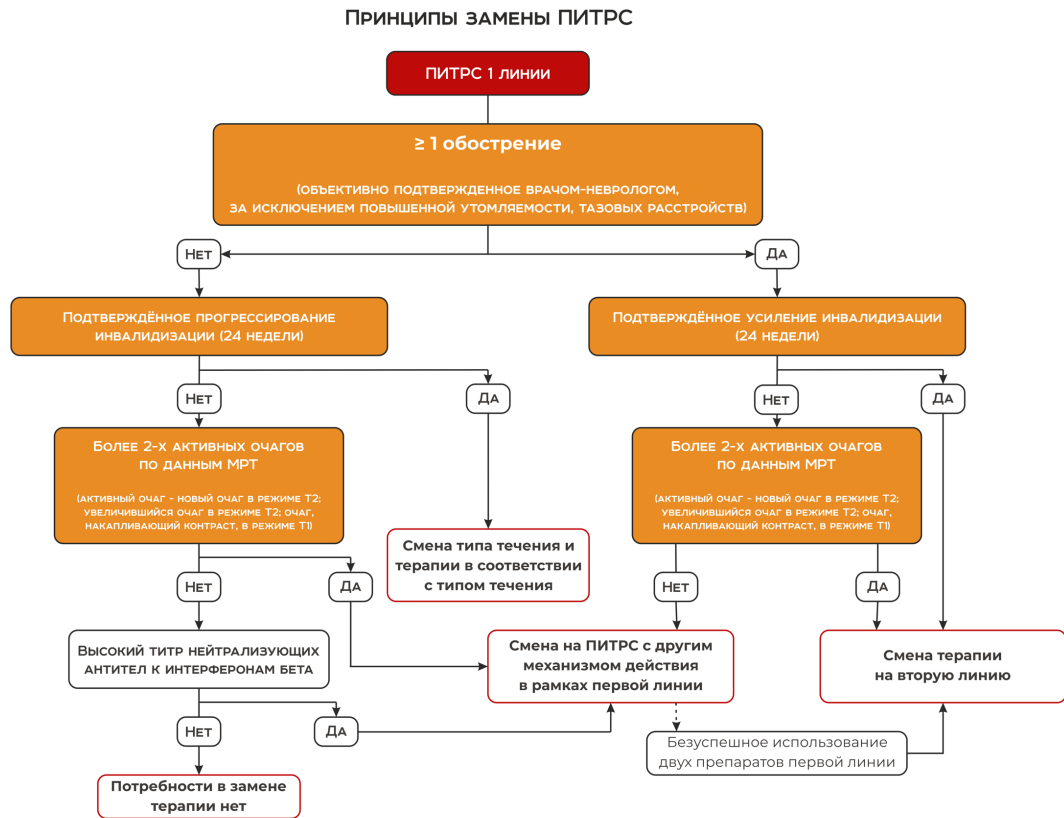 Принципы замены ПИТРС
ПИТРС 1 линии
≥ 1 обострение
(объективно подтвержденное врачом-неврологом,
за исключением повышенной утомляемости, тазовых расстройств)
Нет
Да
Подтверждённое прогрессирование
инвалидизации (24 недели)
Подтверждённое усиление инвалидизации
(24 недели)
Нет
Да
Нет
Да
Более 2-х активных очагов
по данным МРТ
(активный очаг - новый очаг в режиме Т2;
увеличившийся очаг в режиме Т2; очаг,
накапливающий контраст, в режиме Т1)
Более 2-х активных очагов
по данным МРТ
(активный очаг - новый очаг в режиме Т2;
увеличившийся очаг в режиме Т2; очаг,
накапливающий контраст, в режиме Т1)
Смена типа течения и
терапии в соответствии
с типом течения
Нет
Да
Нет
Да
Высокий титр нейтрализующих
антител к интерферонам бета
Смена на ПИТРС с другим
механизмом действия
в рамках первой линии
Смена терапии
на вторую линию
Нет
Да
Безуспешное использование
двух препаратов первой линии
Потребности в замене
терапии нет